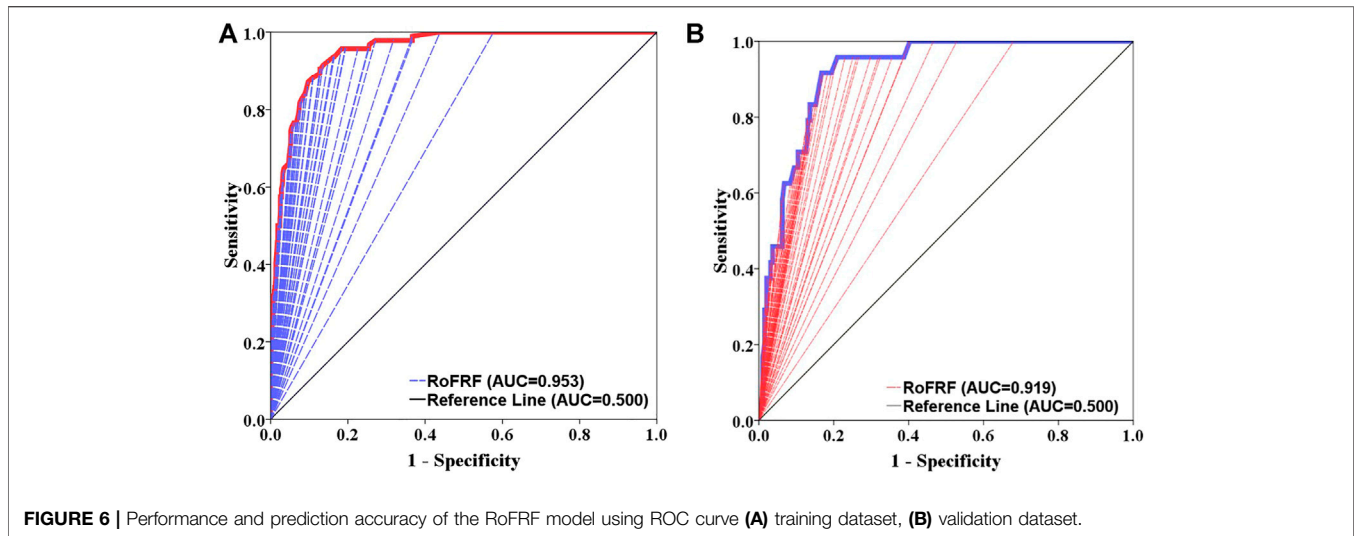 A
1.0
0.8
0.6
0.4
0.2
0.0
Sensitivity
RoFRF (AUC=0.953)
Reference Line (AUC=0.500)
0.0 0.2 0.4 0.6 0.8 1.0
1 - Specificity
B
1.0
0.8
0.6
0.4
0.2
0.0
Sensitivity
RoFRF (AUC=0.919)
Reference Line (AUC=0.500)
0.0 0.2 0.4 0.6 0.8 1.0
1 - Specificity
FIGURE 6 | Performance and prediction accuracy of the RoFRF model using ROC curve (A) training dataset, (B) validation dataset.